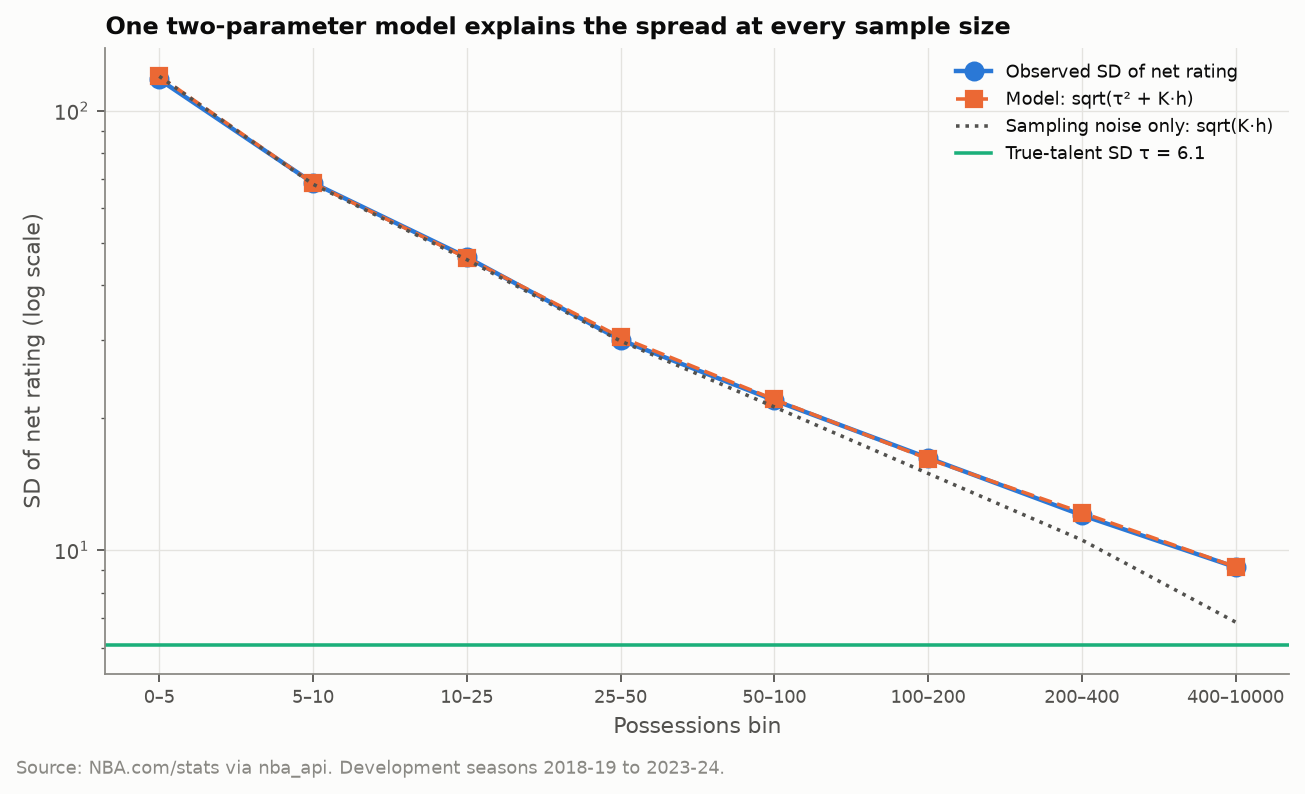 One two-parameter model explains the spread at every sample size
Observed SD of net rating
Model: sqrt(τ² + K·h)
Sampling noise only: sqrt(K·h)
True-talent SD τ = 6.1
SD of net rating (log scale)
10²
10¹
0–5 5–10 10–25 25–50 50–100 100–200 200–400 400–10000
Possessions bin
Source: NBA.com/stats via nba_api. Development seasons 2018-19 to 2023-24.